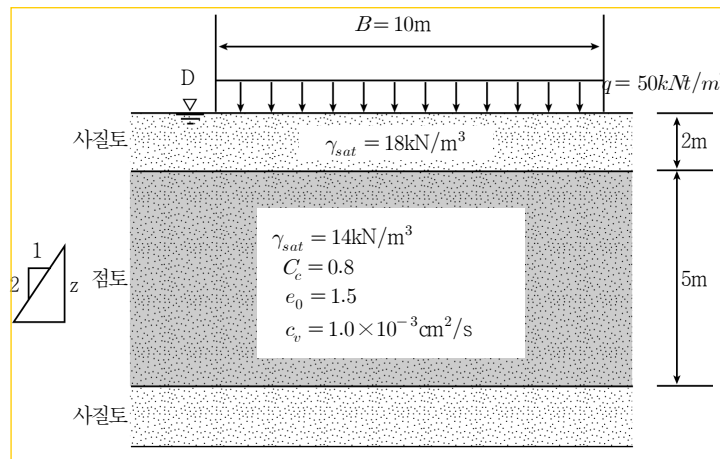 B = 10m
D
q = 50kNt/m
사질토
γsat = 18kN/m³
2m
γsat = 14kN/m³
1
Cc = 0.8
2
z
점토
5m
e0 = 1.5
cv = 1.0×10⁻³cm²/s
사질토